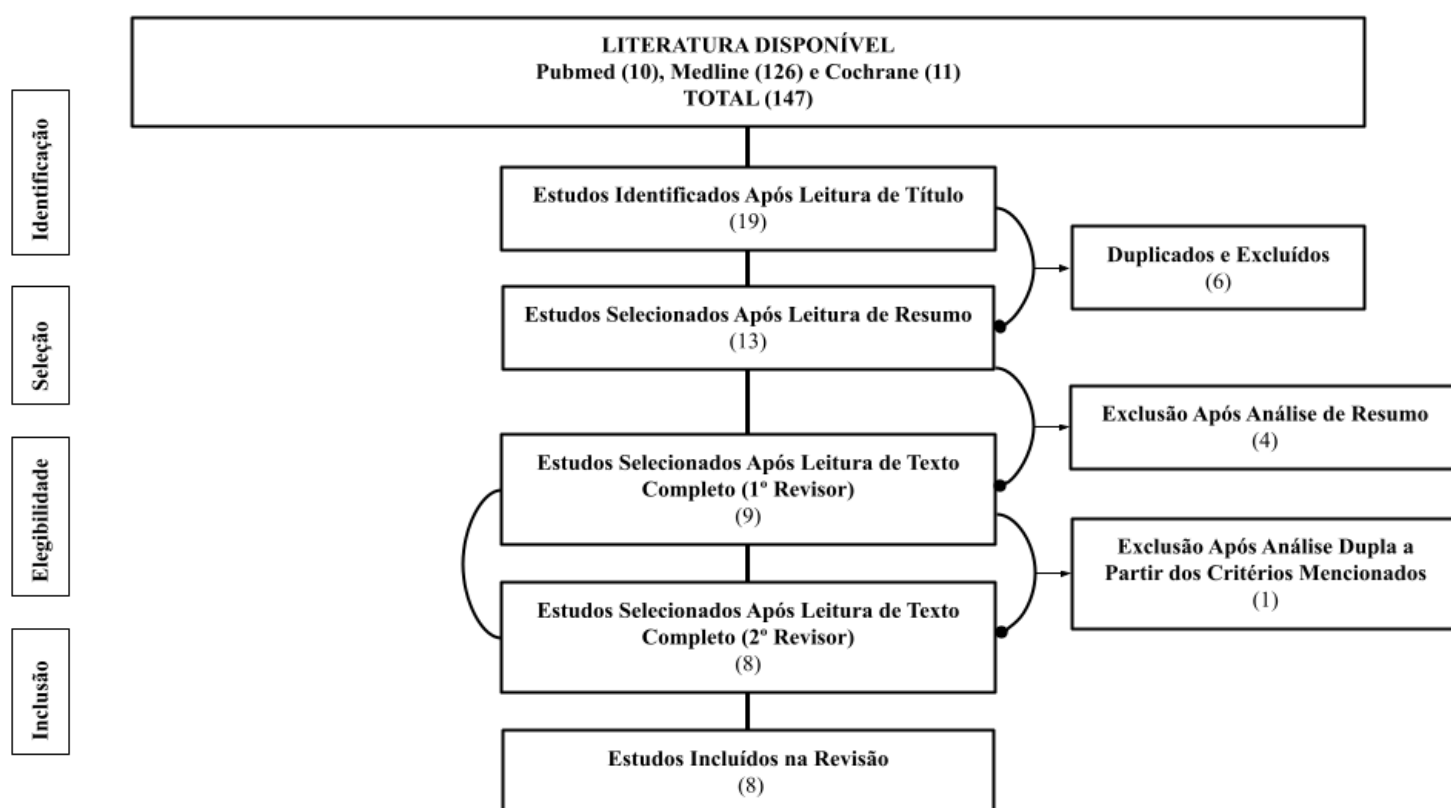 LITERATURA DISPONÍVEL
Pubmed (10), Medline (126) e Cochrane (11)
TOTAL (147)
Identificação
Estudos Identificados Após Leitura de Título
(19)
Duplicados e Excluídos
(6)
Seleção
Estudos Selecionados Após Leitura de Resumo
(13)
Exclusão Após Análise de Resumo
(4)
Elegibilidade
Estudos Selecionados Após Leitura de Texto
Completo (1º Revisor)
(9)
Exclusão Após Análise Dupla a
Partir dos Critérios Mencionados
(1)
Estudos Selecionados Após Leitura de Texto
Completo (2º Revisor)
(8)
Inclusão
Estudos Incluídos na Revisão
(8)